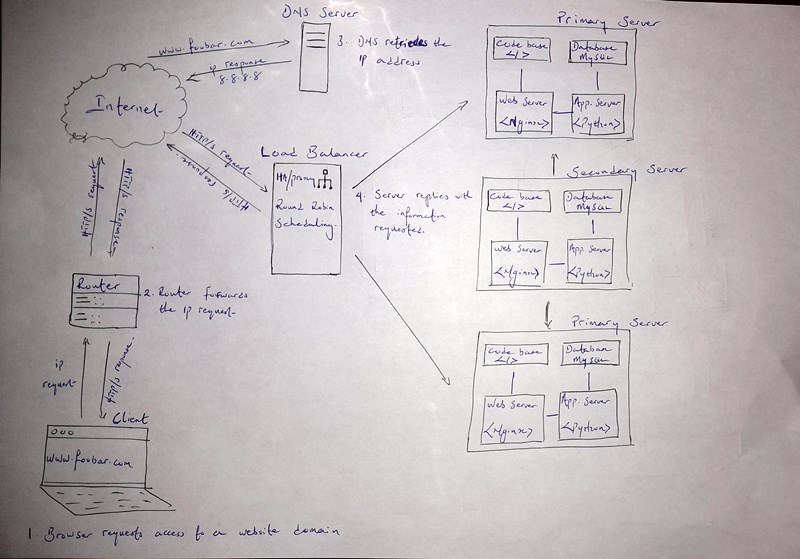 DNS Server
www.foobar.com
ip response
8.8.8.8
3. DNS retrieves the
ip address
Internet
Http/s request
Http/s response
Http/s request
Http/s response
Load Balancer
HA/proxy
Round Robin
Scheduling.
4. Server replies with
the information
requested.
Router
2. Router forwards
the ip request
ip
request
Http/s response
Client
www.foobar.com
1. Browser requests access to a website domain
Primary Server
Code base
</>
Database
MySQL
Web Server
<Nginx>
App. Server
<Python>
Secondary Server
Code base
</>
Database
MySQL
Web Server
<Nginx>
App. Server
<Python>
Primary Server
Code base
</>
Database
MySQL
Web Server
<Nginx>
App. Server
<Python>